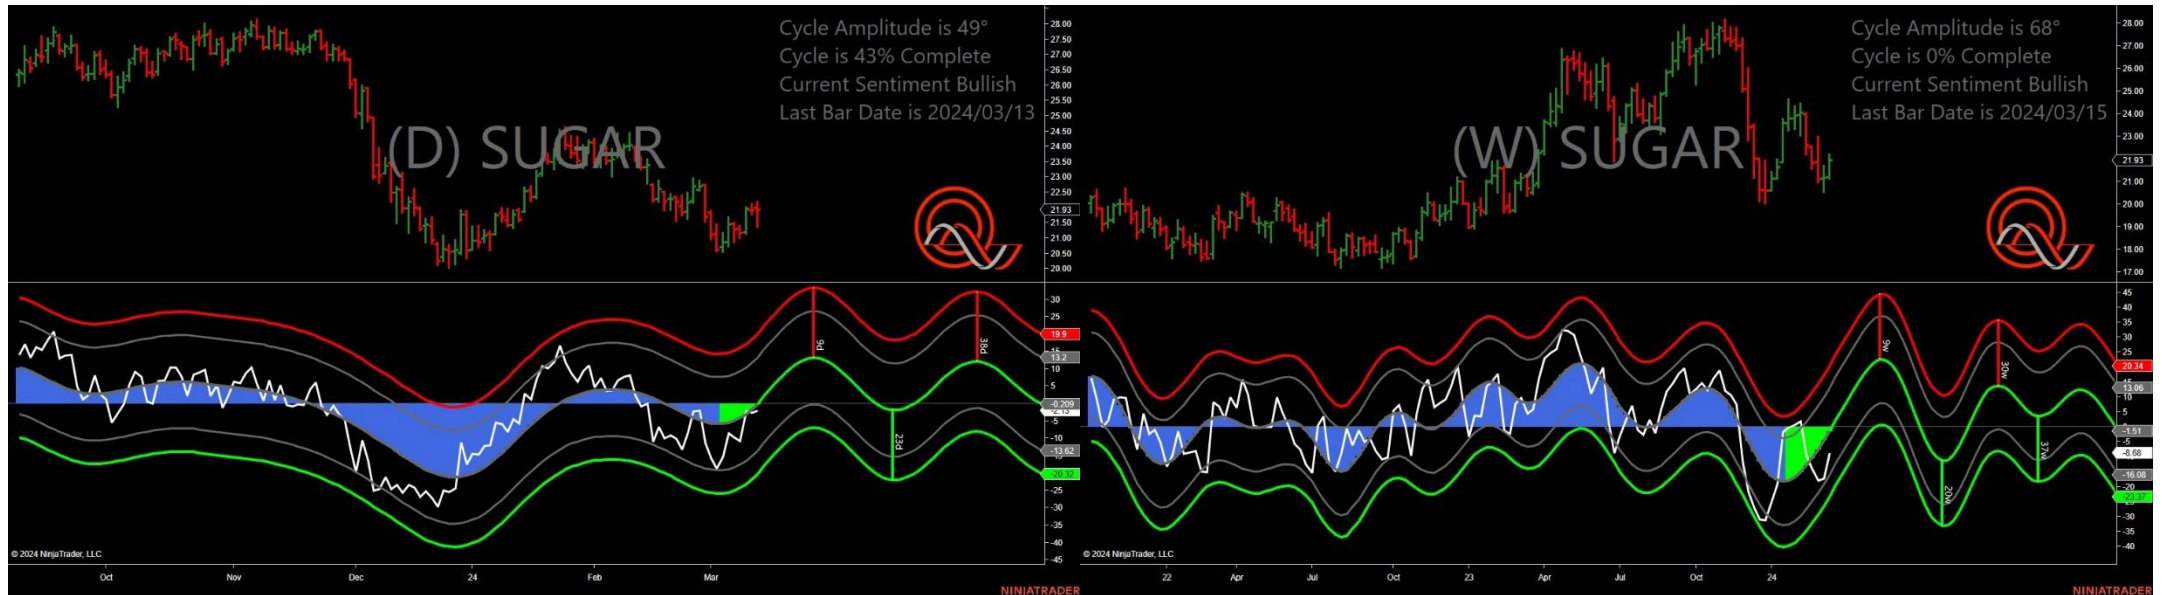 Cycle Amplitude is 49°
Cycle is 43% Complete
Current Sentiment Bullish
Last Bar Date is 2024/03/13
(D) SUGAR
28.00
27.50
27.00
26.50
26.00
25.50
25.00
24.50
24.00
23.50
23.00
22.50
21.93
21.50
21.00
20.50
20.00
30
19.9
15
13.2
10
5
-0.209
-2.13
-5
-10
-13.62
-20.32
-25
-30
-35
-40
-45
9d
23d
38d
© 2024 NinjaTrader, LLC
Oct
Nov
Dec
24
Feb
Mar
NINJATRADER
Cycle Amplitude is 68°
Cycle is 0% Complete
Current Sentiment Bullish
Last Bar Date is 2024/03/15
(W) SUGAR
28.00
27.00
26.00
25.00
24.00
23.00
21.93
21.00
20.00
19.00
18.00
17.00
45
40
35
30
25
20.34
13.06
10
5
-1.51
-5
-8.68
-16.08
-20
-23.37
-30
-35
-40
9w
20w
30w
37w
© 2024 NinjaTrader, LLC
22
Apr
Jul
Oct
23
Apr
Jul
Oct
24
NINJATRADER